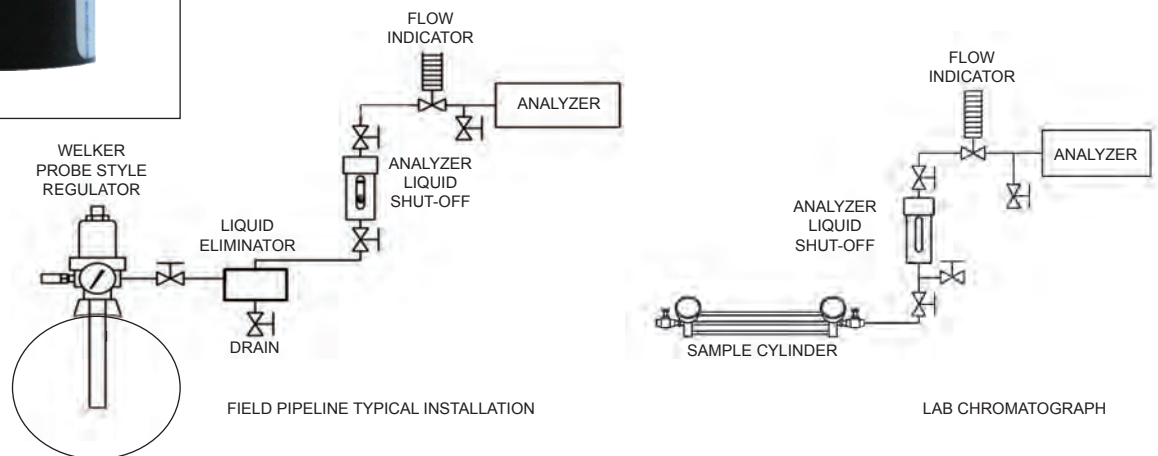 FLOW
INDICATOR
ANALYZER
WELKER
PROBE STYLE
REGULATOR
ANALYZER
LIQUID
SHUT-OFF
LIQUID
ELIMINATOR
DRAIN
FIELD PIPELINE TYPICAL INSTALLATION
FLOW
INDICATOR
ANALYZER
ANALYZER
LIQUID
SHUT-OFF
SAMPLE CYLINDER
LAB CHROMATOGRAPH